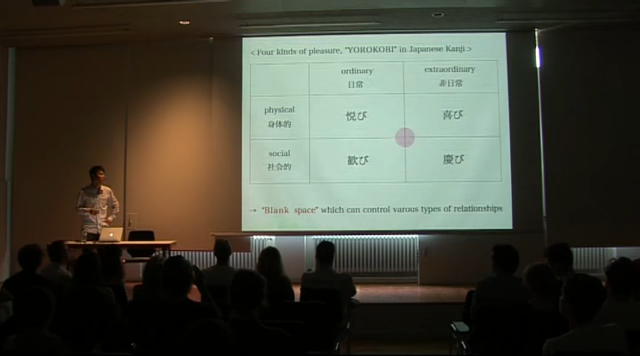 < Four kinds of pleasure, "YOROKOBI" in Japanese Kanji >
ordinary
日常
extraordinary
非日常
physical
身体的
悦び
喜び
social
社会的
歓び
慶び
→ "Blank space" which can control varous types of relationships